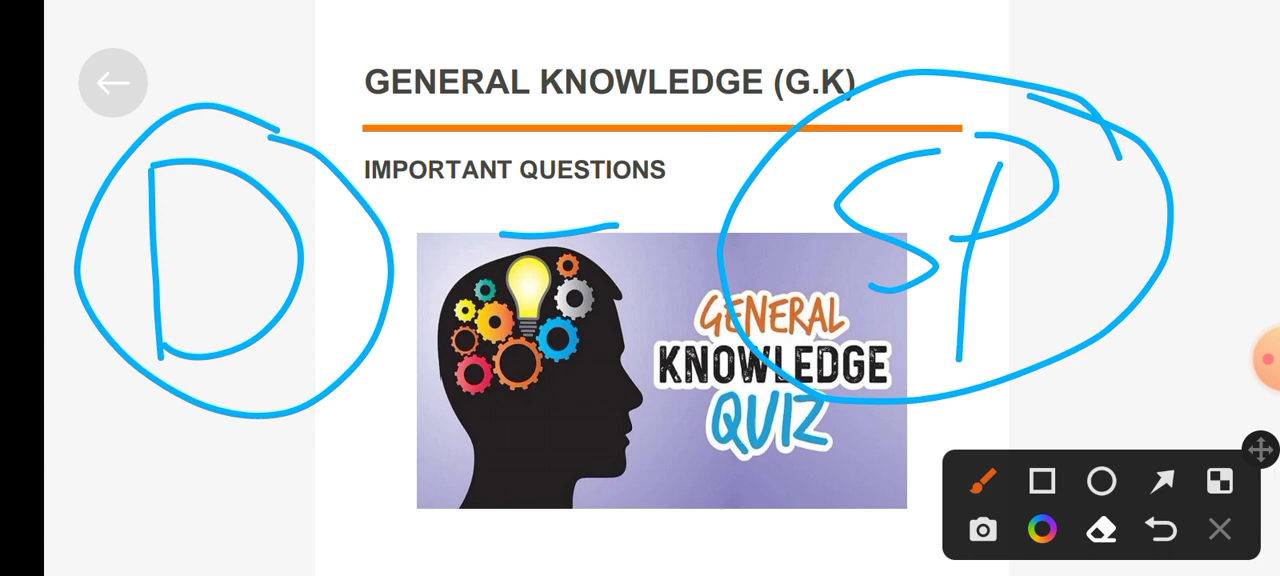 GENERAL KNOWLEDGE (G.K)
IMPORTANT QUESTIONS
D
SP
GENERAL
KNOWLEDGE
QUIZ